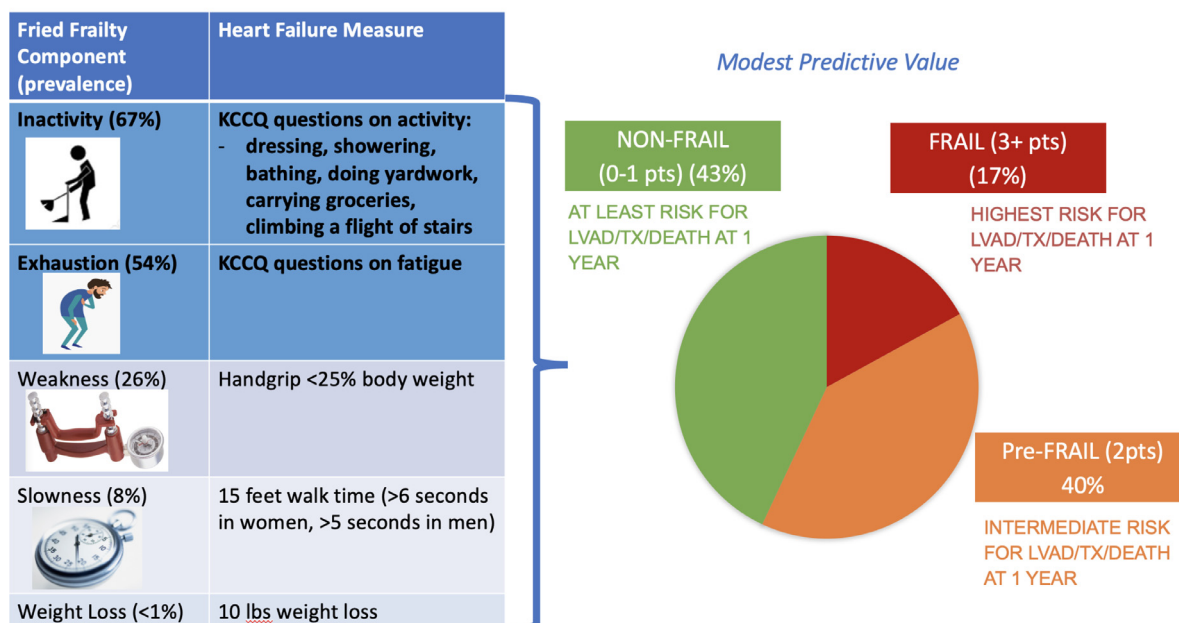 Fried Frailty
Component
(prevalence)
Heart Failure Measure
Inactivity (67%)
KCCQ questions on activity:
- dressing, showering,
bathing, doing yardwork,
carrying groceries,
climbing a flight of stairs
Exhaustion (54%)
KCCQ questions on fatigue
Weakness (26%)
Handgrip <25% body weight
Slowness (8%)
15 feet walk time (>6 seconds
in women, >5 seconds in men)
Weight Loss (<1%)
10 lbs weight loss
Modest Predictive Value
NON-FRAIL
(0-1 pts) (43%)
AT LEAST RISK FOR
LVAD/TX/DEATH AT 1
YEAR
FRAIL (3+ pts)
(17%)
HIGHEST RISK FOR
LVAD/TX/DEATH AT 1
YEAR
Pre-FRAIL (2pts)
40%
INTERMEDIATE RISK
FOR LVAD/TX/DEATH
AT 1 YEAR